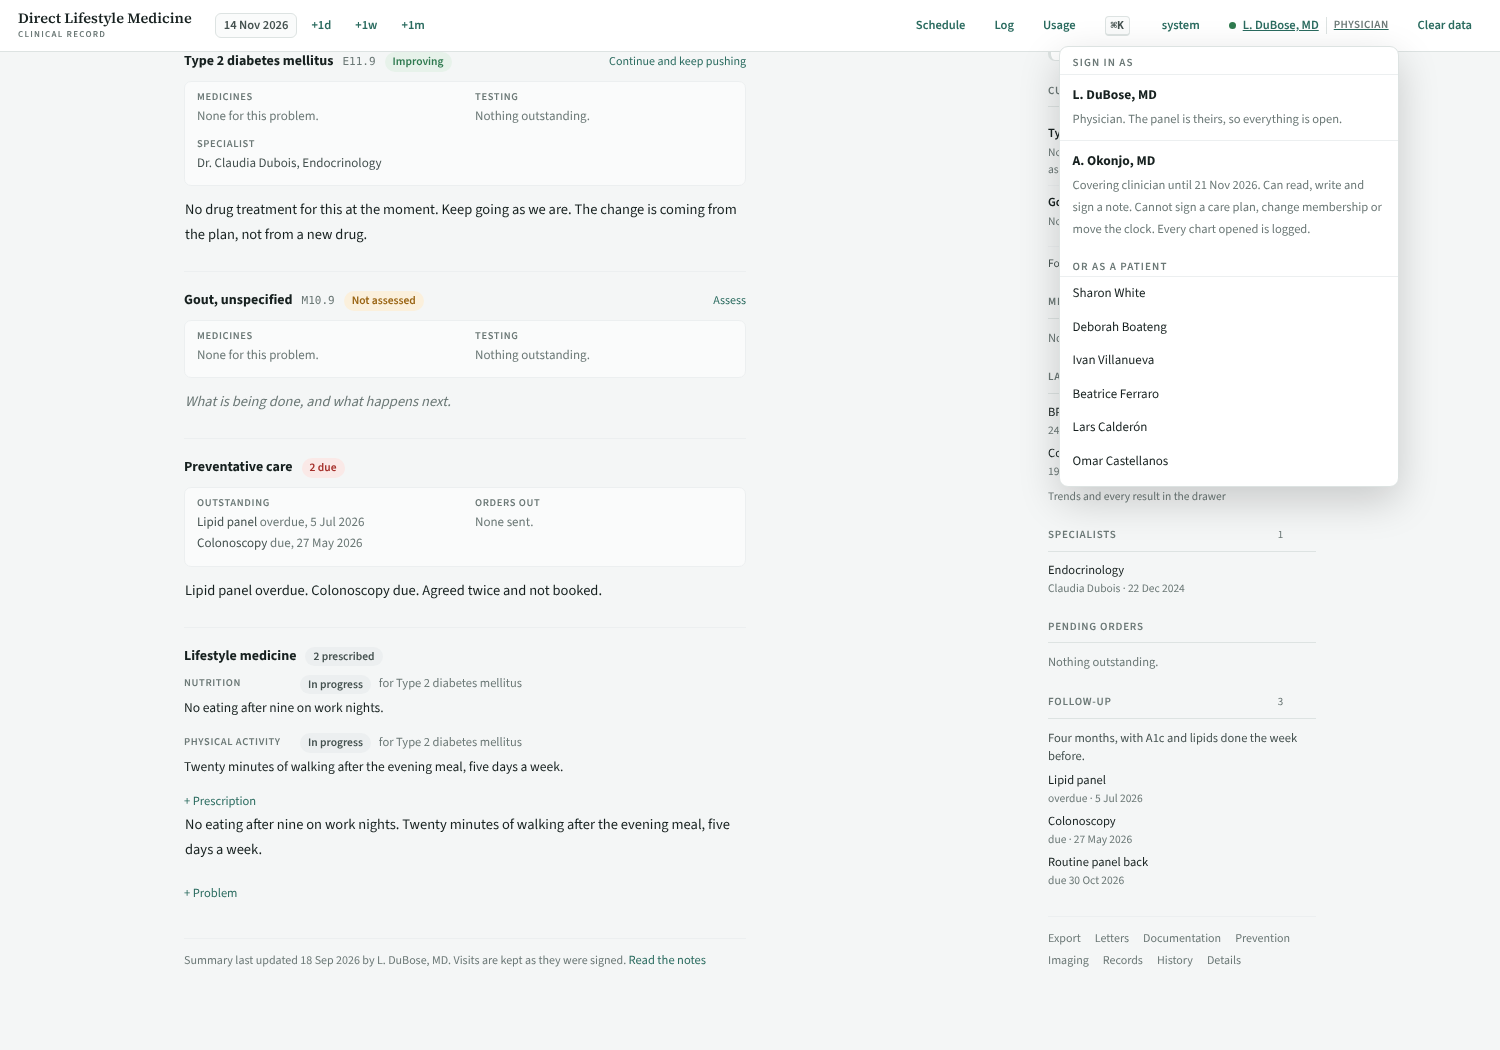 Direct Lifestyle Medicine
CLINICAL RECORD
14 Nov 2026
+1d
+1w
+1m
Schedule
Log
Usage
⌘K
system
L. DuBose, MD
PHYSICIAN
Clear data
Type 2 diabetes mellitus E11.9 Improving
Continue and keep pushing
MEDICINES
None for this problem.
TESTING
Nothing outstanding.
SPECIALIST
Dr. Claudia Dubois, Endocrinology
No drug treatment for this at the moment. Keep going as we are. The change is coming from
the plan, not from a new drug.
Gout, unspecified M10.9 Not assessed
Assess
MEDICINES
None for this problem.
TESTING
Nothing outstanding.
What is being done, and what happens next.
Preventative care 2 due
OUTSTANDING
Lipid panel overdue, 5 Jul 2026
Colonoscopy due, 27 May 2026
ORDERS OUT
None sent.
Lipid panel overdue. Colonoscopy due. Agreed twice and not booked.
Lifestyle medicine 2 prescribed
NUTRITION In progress for Type 2 diabetes mellitus
No eating after nine on work nights.
PHYSICAL ACTIVITY In progress for Type 2 diabetes mellitus
Twenty minutes of walking after the evening meal, five days a week.
+ Prescription
No eating after nine on work nights. Twenty minutes of walking after the evening meal, five
days a week.
+ Problem
Summary last updated 18 Sep 2026 by L. DuBose, MD. Visits are kept as they were signed. Read the notes
SIGN IN AS
L. DuBose, MD
Physician. The panel is theirs, so everything is open.
A. Okonjo, MD
Covering clinician until 21 Nov 2026. Can read, write and
sign a note. Cannot sign a care plan, change membership or
move the clock. Every chart opened is logged.
OR AS A PATIENT
Sharon White
Deborah Boateng
Ivan Villanueva
Beatrice Ferraro
Lars Calderón
Omar Castellanos
Trends and every result in the drawer
SPECIALISTS 1
Endocrinology
Claudia Dubois · 22 Dec 2024
PENDING ORDERS
Nothing outstanding.
FOLLOW-UP 3
Four months, with A1c and lipids done the week
before.
Lipid panel
overdue · 5 Jul 2026
Colonoscopy
due · 27 May 2026
Routine panel back
due 30 Oct 2026
Export Letters Documentation Prevention
Imaging Records History Details